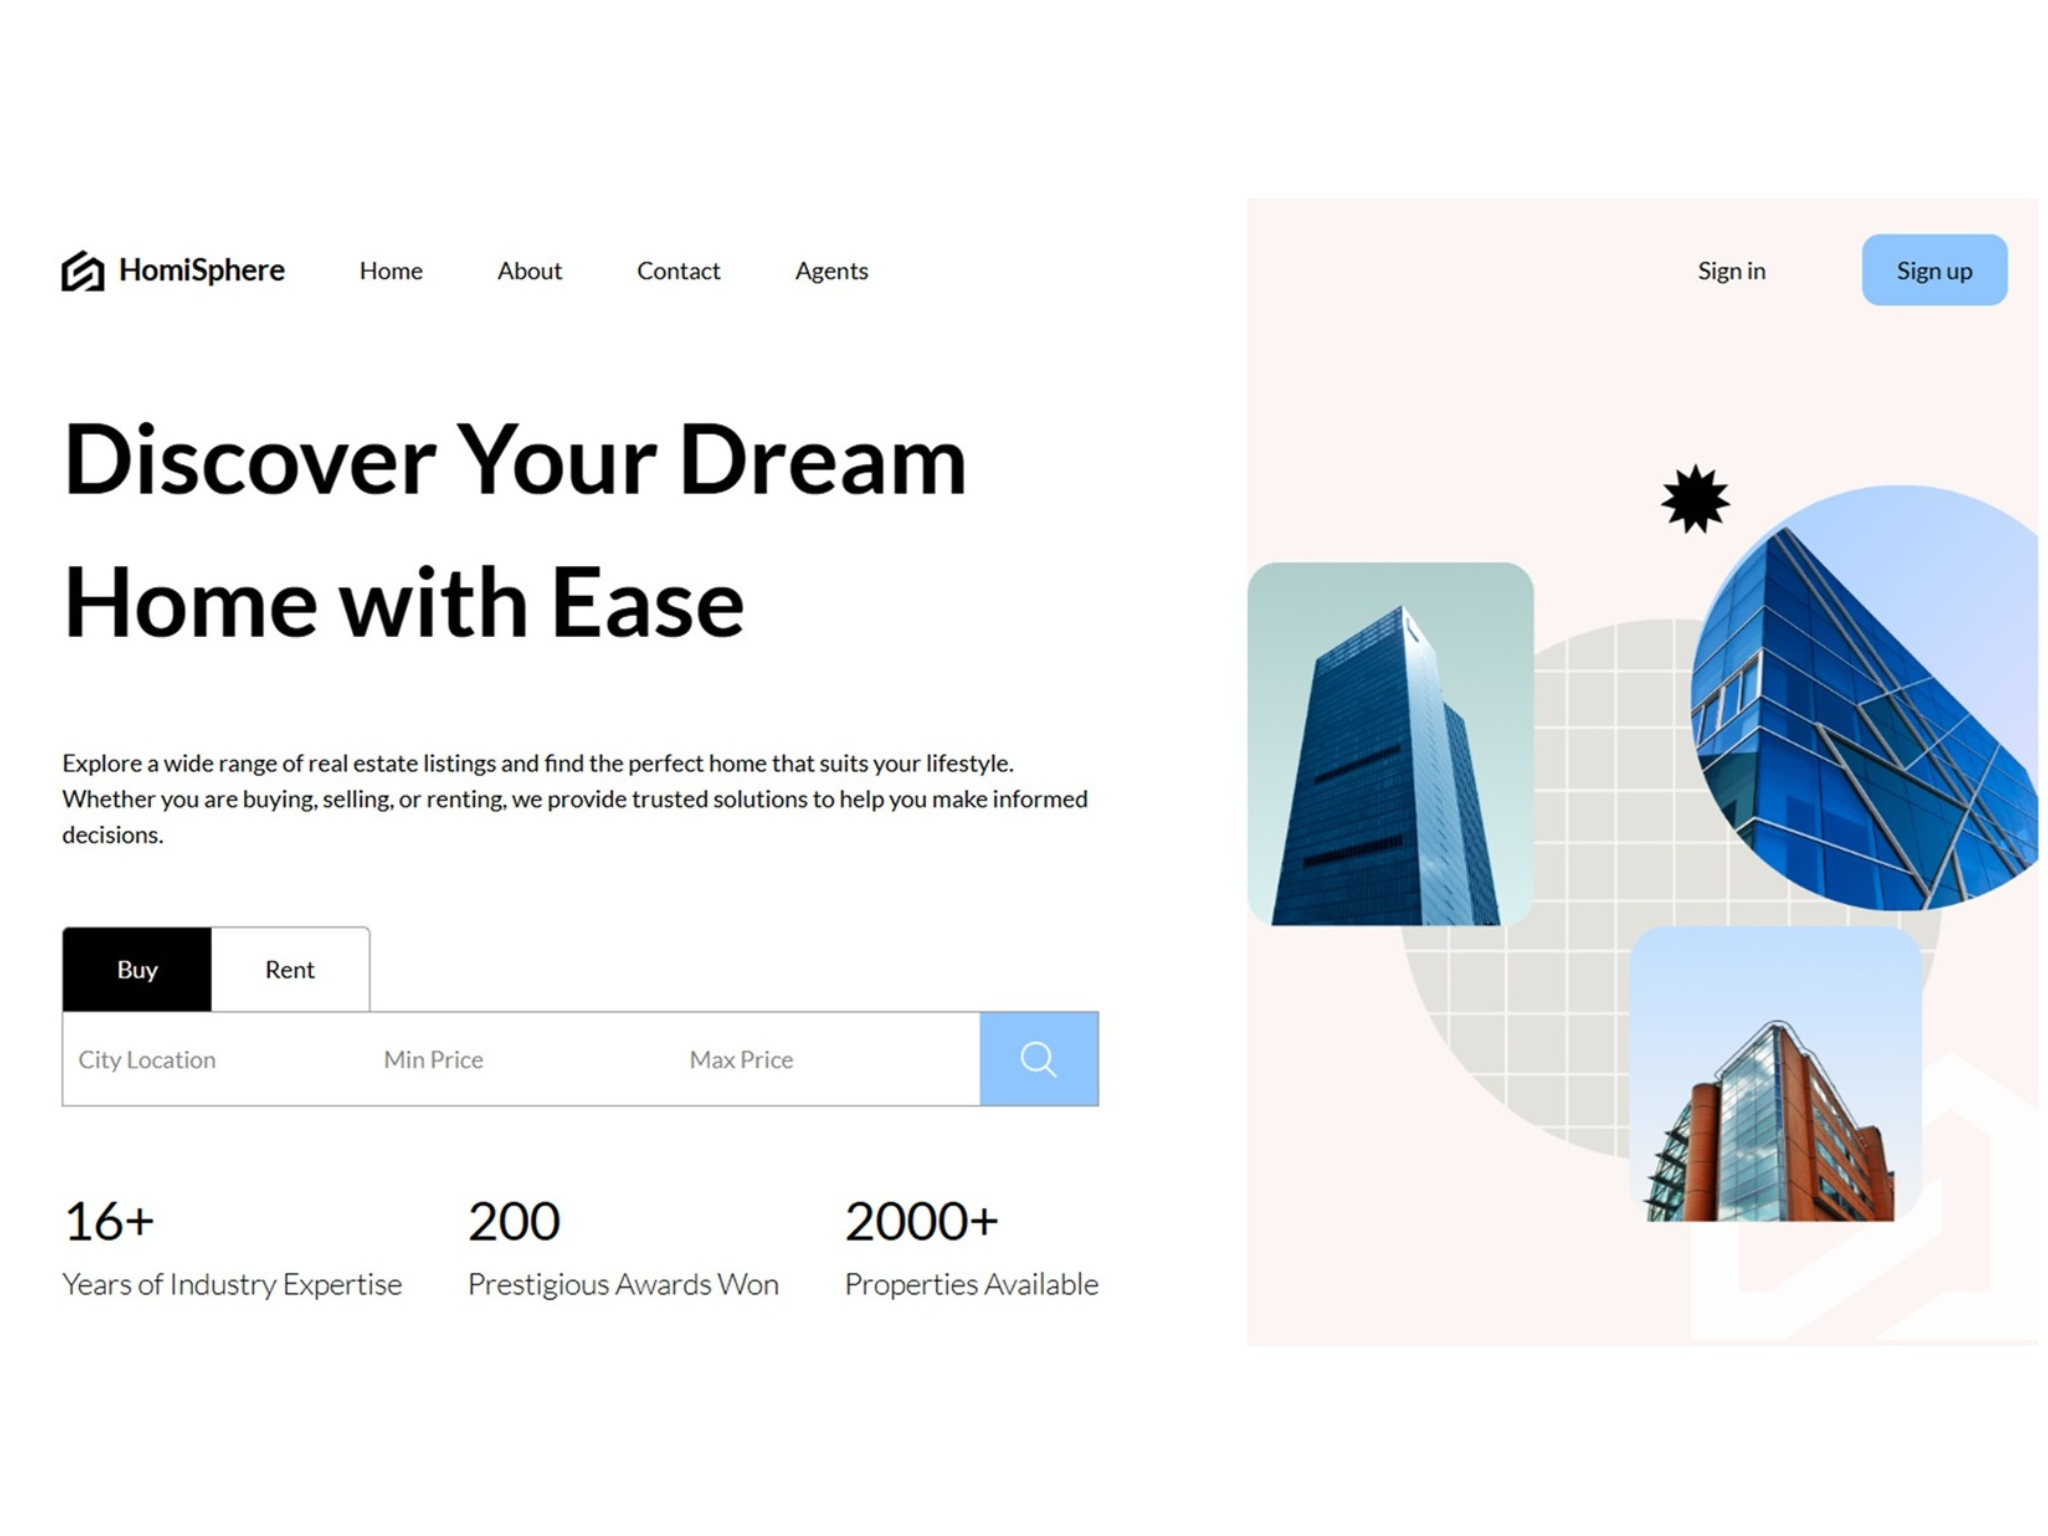 HomiSphere
Home
About
Contact
Agents
Sign in
Sign up
Discover Your Dream
Home with Ease
Explore a wide range of real estate listings and find the perfect home that suits your lifestyle.
Whether you are buying, selling, or renting, we provide trusted solutions to help you make informed
decisions.
Buy
Rent
City Location
Min Price
Max Price
16+
Years of Industry Expertise
200
Prestigious Awards Won
2000+
Properties Available